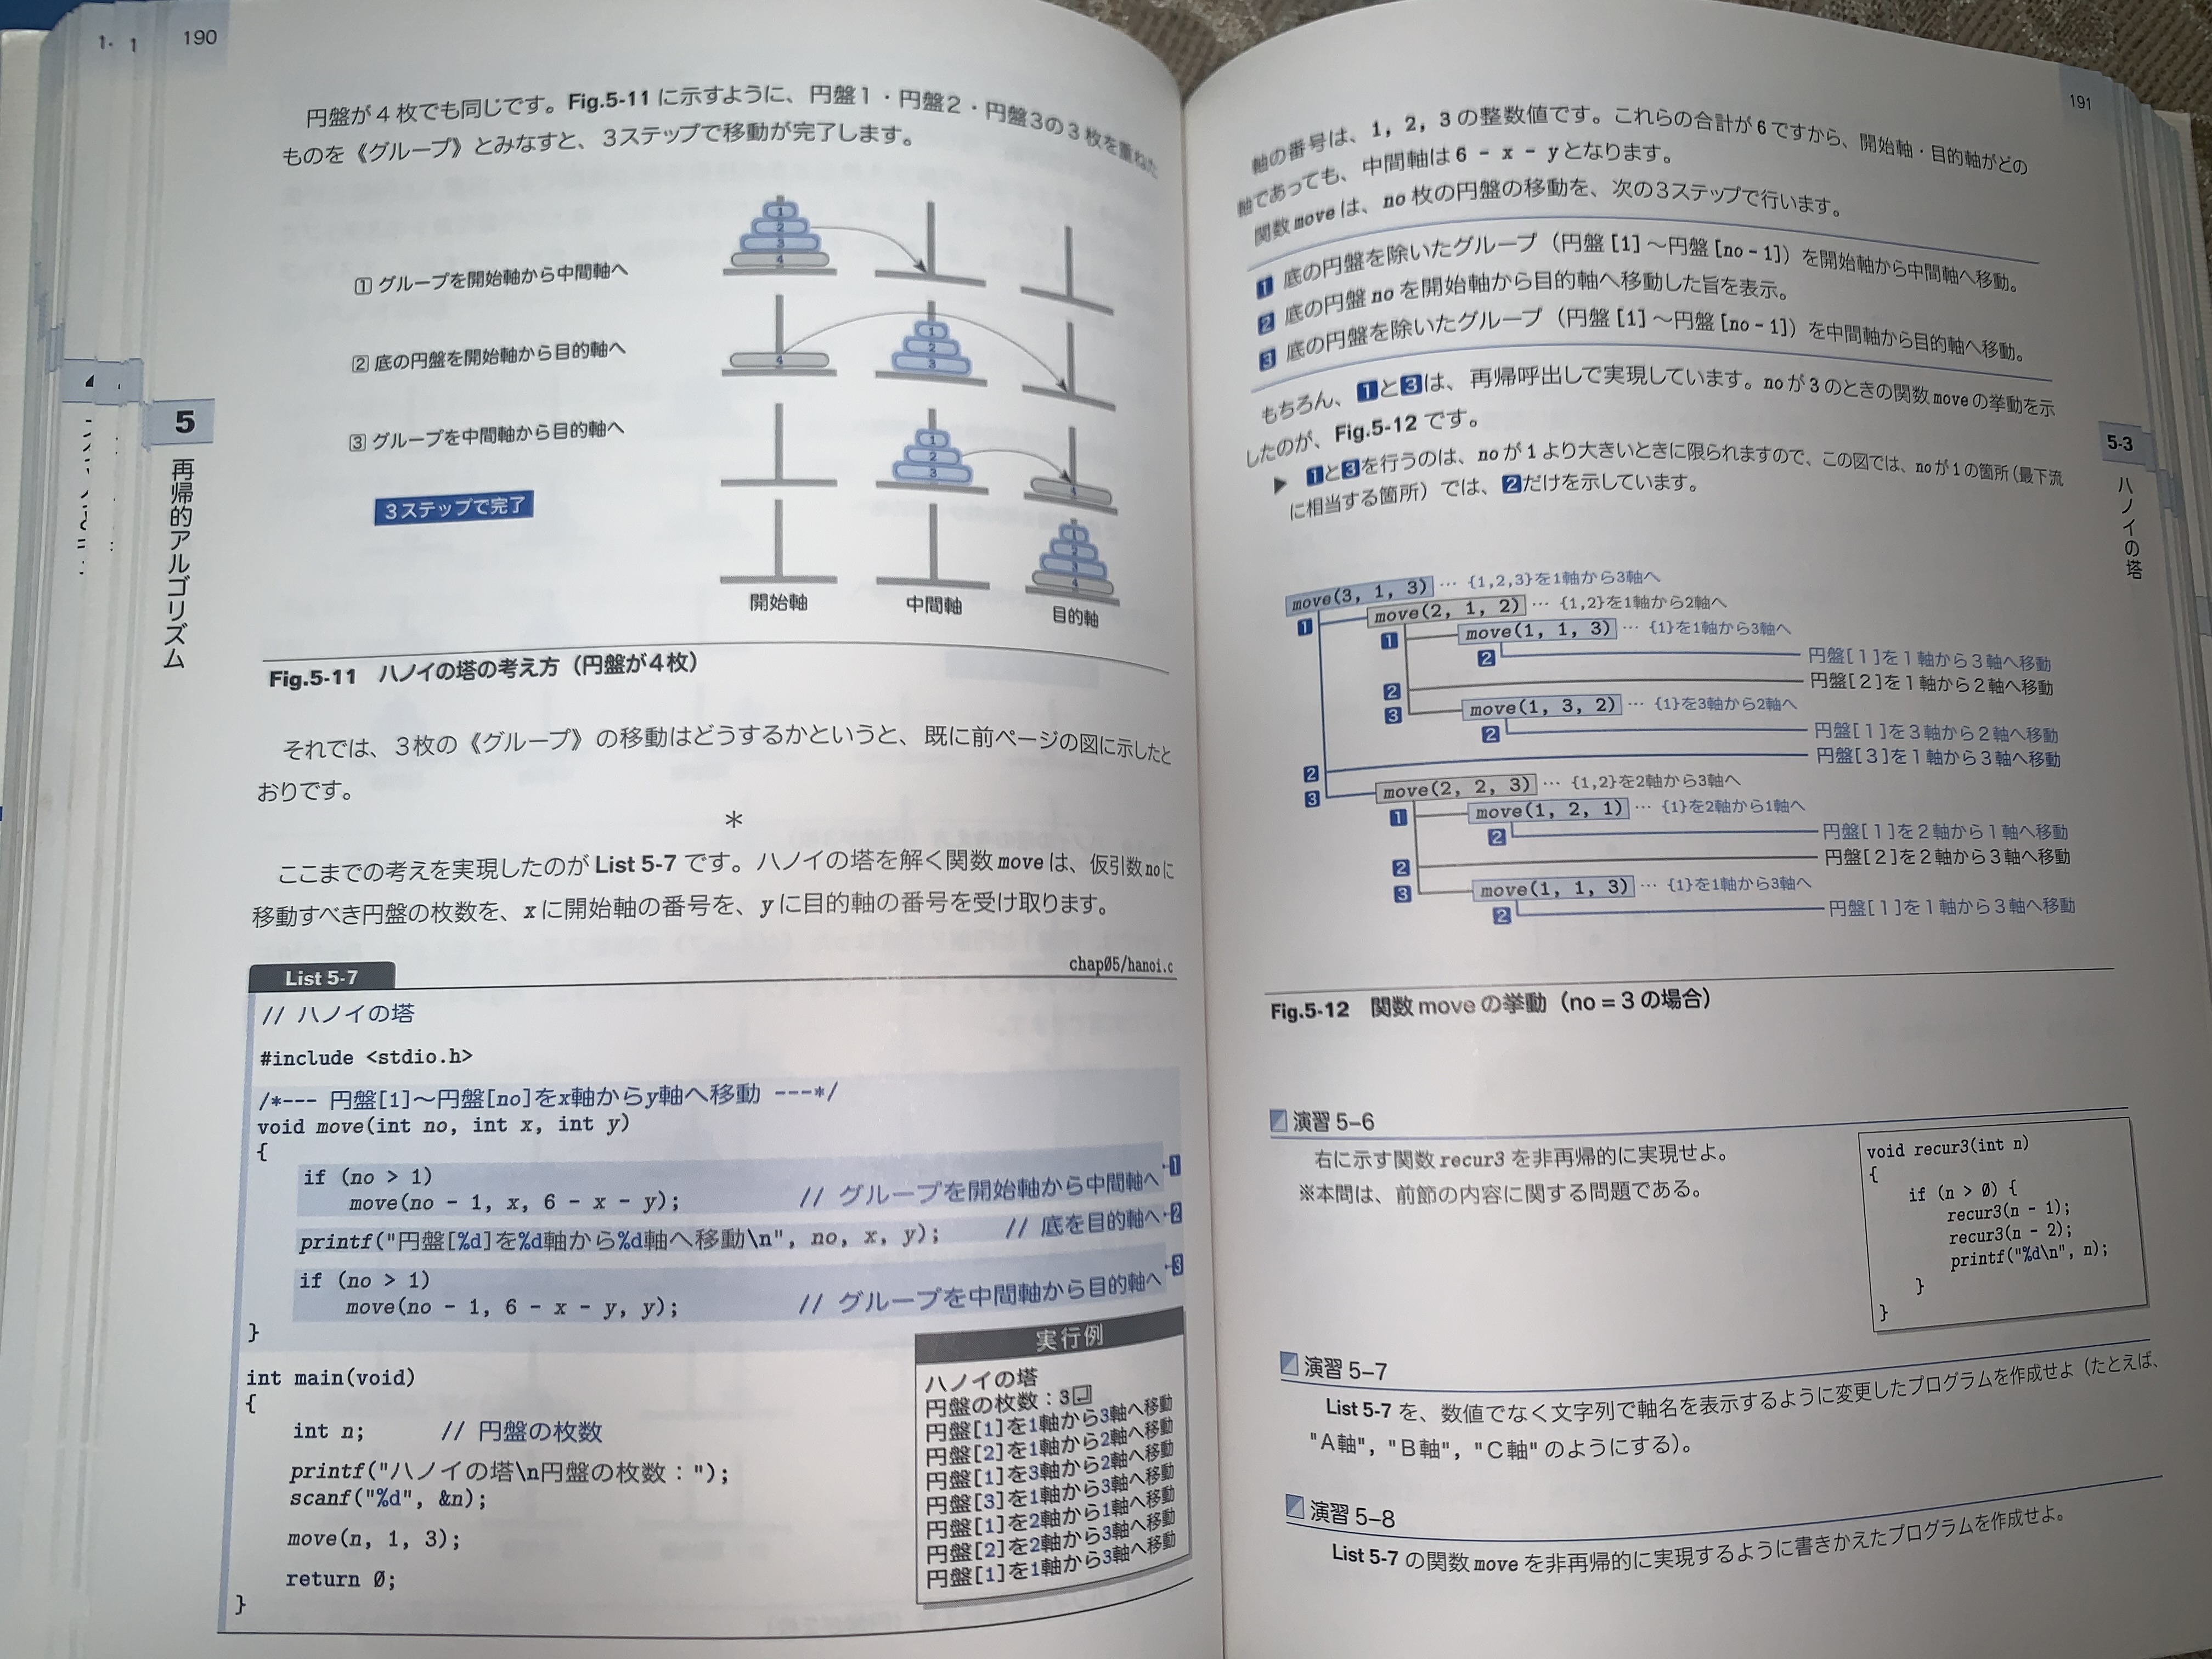 190
円盤が4枚でも同じです。Fig.5-11に示すように、円盤1・円盤2・円盤3の3枚を重ねた
ものを《グループ》とみなすと、3ステップで移動が完了します。
1 グループを開始軸から中間軸へ
1
2
3
4
2 底の円盤を開始軸から目的軸へ
4
1
2
3
3 グループを中間軸から目的軸へ
1
2
3
4
3ステップで完了
1
2
3
4
開始軸 中間軸 目的軸
Fig.5-11 ハノイの塔の考え方（円盤が4枚）
それでは、3枚の《グループ》の移動はどうするかというと、既に前ページの図に示したと
おりです。
＊
ここまでの考えを実現したのが List 5-7 です。ハノイの塔を解く関数 move は、仮引数 no に
移動すべき円盤の枚数を、x に開始軸の番号を、y に目的軸の番号を受け取ります。
List 5-7 chap05/hanoi.c
// ハノイの塔
#include <stdio.h>
/*--- 円盤[1]～円盤[no]をx軸からy軸へ移動 ---*/
void move(int no, int x, int y)
{
if (no > 1) 1
move(no - 1, x, 6 - x - y); // グループを開始軸から中間軸へ
printf("円盤[%d]を%d軸から%d軸へ移動\n", no, x, y); // 底を目的軸へ 2
if (no > 1) 3
move(no - 1, 6 - x - y, y); // グループを中間軸から目的軸へ
}
int main(void)
{
int n; // 円盤の枚数
printf("ハノイの塔\n円盤の枚数：");
scanf("%d", &n);
move(n, 1, 3);
return 0;
}
実行例
ハノイの塔
円盤の枚数：3
円盤[1]を1軸から3軸へ移動
円盤[2]を1軸から2軸へ移動
円盤[1]を3軸から2軸へ移動
円盤[3]を1軸から3軸へ移動
円盤[1]を2軸から1軸へ移動
円盤[2]を2軸から3軸へ移動
円盤[1]を1軸から3軸へ移動
5
再帰的アルゴリズム
191
軸の番号は、1, 2, 3 の整数値です。これらの合計が 6 ですから、開始軸・目的軸がどの
軸であっても、中間軸は 6 - x - y となります。
関数 move は、no 枚の円盤の移動を、次の3ステップで行います。
1 底の円盤を除いたグループ（円盤 [1] ～円盤 [no - 1]）を開始軸から中間軸へ移動。
2 底の円盤 no を開始軸から目的軸へ移動した旨を表示。
3 底の円盤を除いたグループ（円盤 [1] ～円盤 [no - 1]）を中間軸から目的軸へ移動。
もちろん、1と3は、再帰呼出しで実現しています。no が 3 のときの関数 move の挙動を示
したのが、Fig.5-12 です。
▶ 1と3を行うのは、no が 1 より大きいときに限られますので、この図では、no が 1 の箇所（最下流
に相当する箇所）では、2だけを示しています。
move(3, 1, 3) … {1,2,3}を1軸から3軸へ
1 move(2, 1, 2) … {1,2}を1軸から2軸へ
1 move(1, 1, 3) … {1}を1軸から3軸へ
2 円盤[1]を1軸から3軸へ移動
2 円盤[2]を1軸から2軸へ移動
3 move(1, 3, 2) … {1}を3軸から2軸へ
2 円盤[1]を3軸から2軸へ移動
2 円盤[3]を1軸から3軸へ移動
3 move(2, 2, 3) … {1,2}を2軸から3軸へ
1 move(1, 2, 1) … {1}を2軸から1軸へ
2 円盤[1]を2軸から1軸へ移動
2 円盤[2]を2軸から3軸へ移動
3 move(1, 1, 3) … {1}を1軸から3軸へ
2 円盤[1]を1軸から3軸へ移動
Fig.5-12 関数 move の挙動（no = 3 の場合）
演習 5-6
右に示す関数 recur3 を非再帰的に実現せよ。
※本問は、前節の内容に関する問題である。
void recur3(int n)
{
if (n > 0) {
recur3(n - 1);
recur3(n - 2);
printf("%d\n", n);
}
}
演習 5-7
List 5-7 を、数値でなく文字列で軸名を表示するように変更したプログラムを作成せよ（たとえば、
"A軸", "B軸", "C軸" のようにする）。
演習 5-8
List 5-7 の関数 move を非再帰的に実現するように書きかえたプログラムを作成せよ。
5-3
ハノイの塔